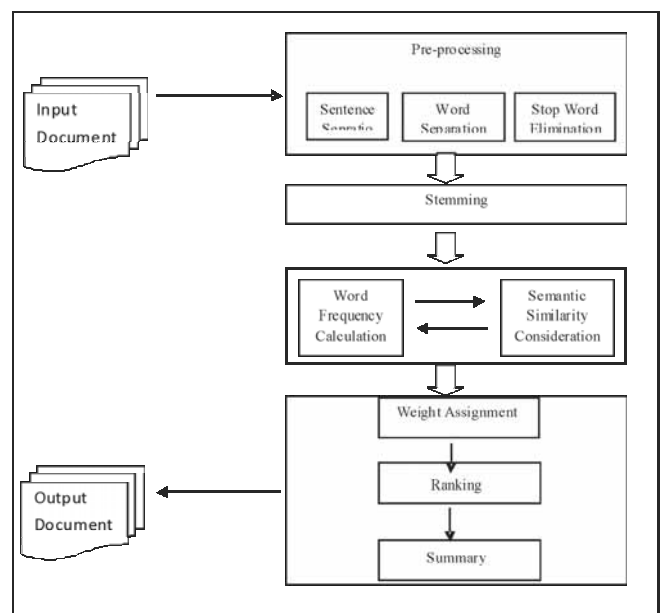 Pre-processing
Input
Document
Sentence
Word
Separation
Stop Word
Elimination
Stemming
Word
Frequency
Calculation
Semantic
Similarity
Consideration
Weight Assignment
Ranking
Summary
Output
Document